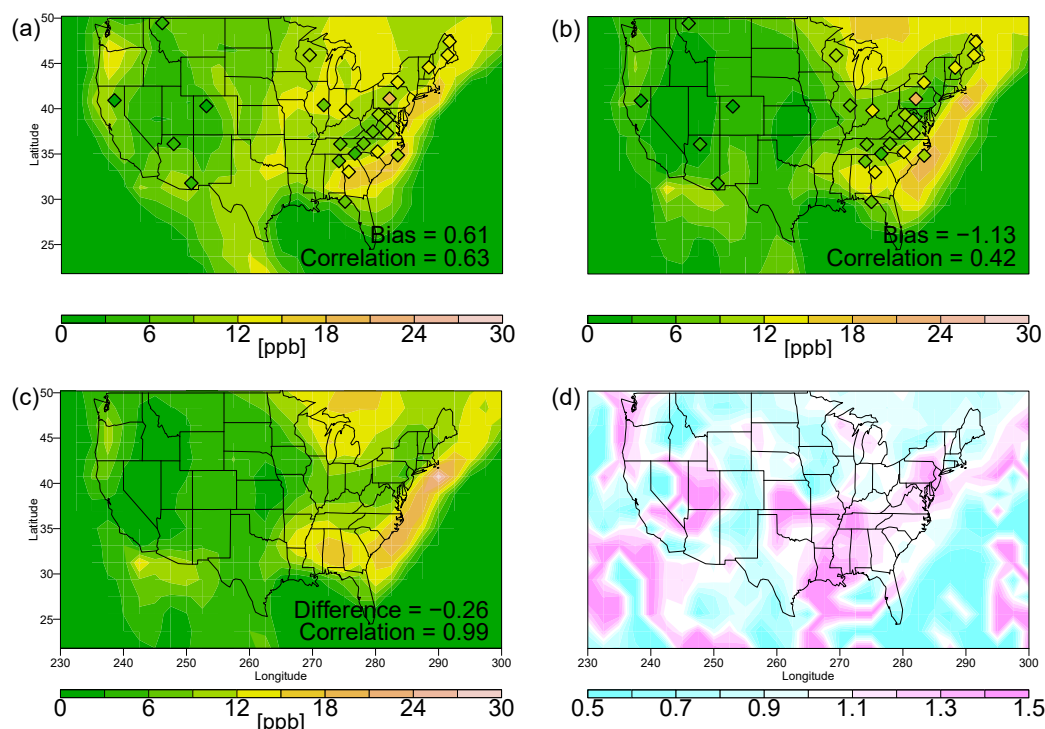 (a)
50
45
40
35
30
25
Latitude
Bias = 0.61
Correlation = 0.63
0 6 12 18 24 30
[ppb]
(b)
Bias = −1.13
Correlation = 0.42
0 6 12 18 24 30
[ppb]
(c)
50
45
40
35
30
25
Latitude
Difference = −0.26
Correlation = 0.99
230 240 250 260 270 280 290 300
Longitude
0 6 12 18 24 30
[ppb]
(d)
230 240 250 260 270 280 290 300
Longitude
0.5 0.7 0.9 1.1 1.3 1.5